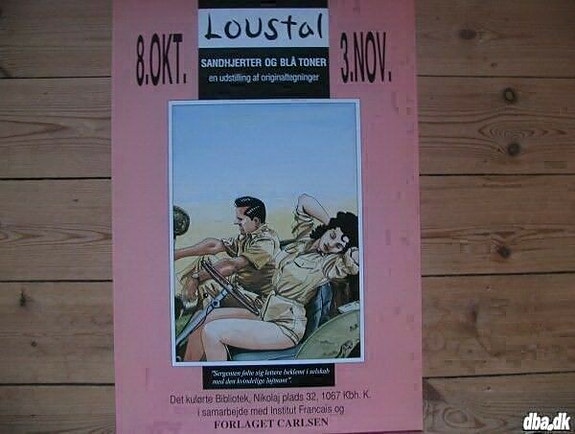 Loustal
8.OKT.
SANDHJERTER OG BLÅ TONER
3.NOV.
en udstilling af originaltegninger
"Sergenten følte sig lettere beklemt i selskab
med den kvindelige løjtnant".
Det kulørte Bibliotek, Nikolaj plads 32, 1067 Kbh. K.
i samarbejde med Institut Francais og
FORLAGET CARLSEN
dba.dk